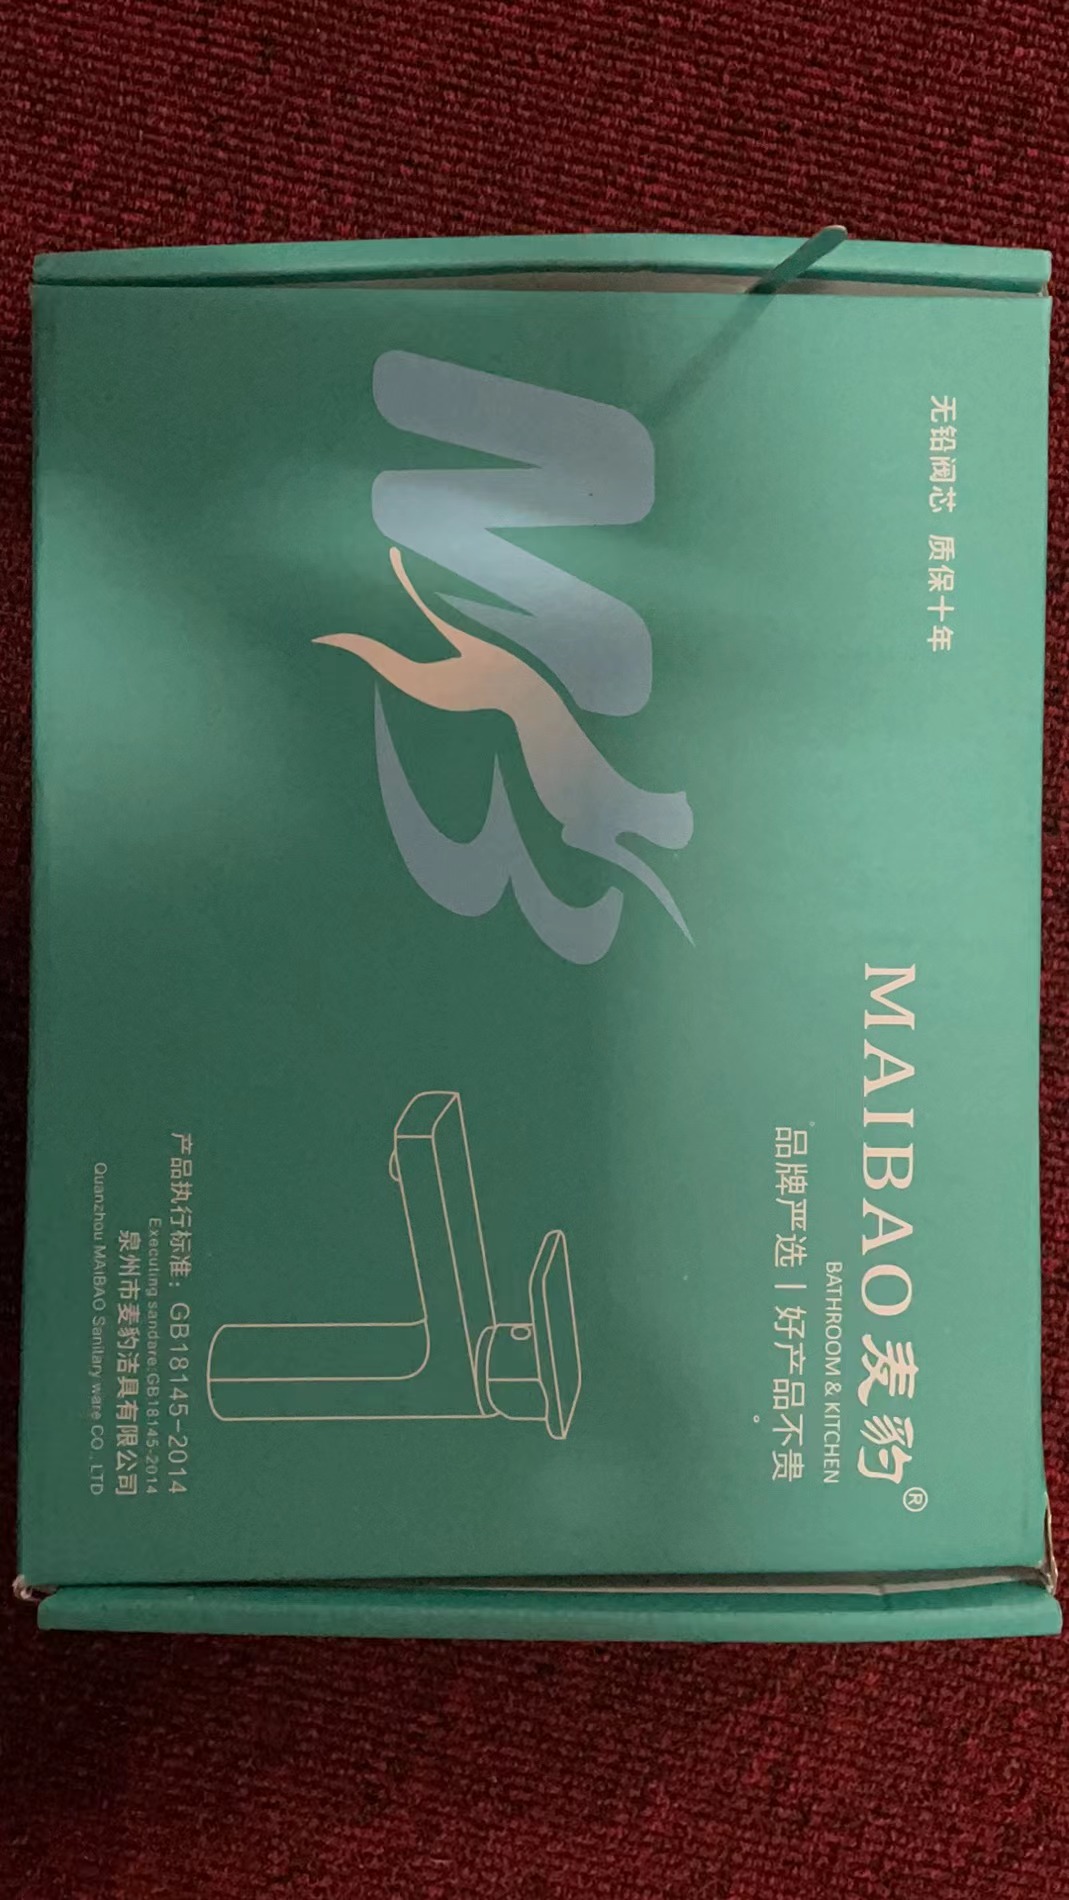 无铅阀芯 质保十年
MAIBAO 麦豹®
BATHROOM & KITCHEN
品牌严选 | 好产品不贵
MB
产品执行标准：GB18145-2014
Executing sandare:GB18145-2014
泉州市麦豹洁具有限公司
Quanzhou MAIBAO Sanitary ware CO., LTD